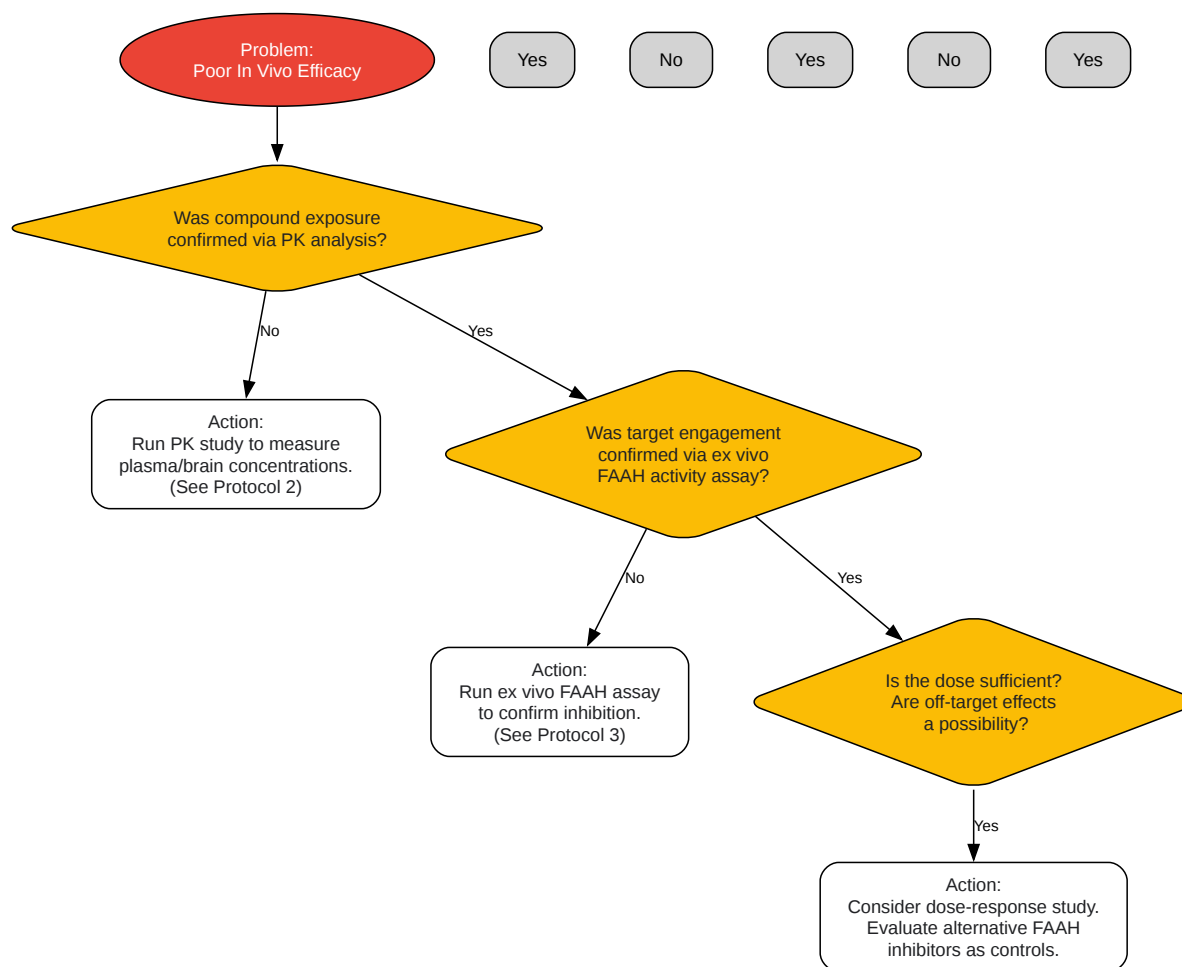 Problem:
Poor In Vivo Efficacy
Yes
No
Yes
No
Yes
Was compound exposure
confirmed via PK analysis?
No
Yes
Action:
Run PK study to measure
plasma/brain concentrations.
(See Protocol 2)
Was target engagement
confirmed via ex vivo
FAAH activity assay?
No
Yes
Action:
Run ex vivo FAAH assay
to confirm inhibition.
(See Protocol 3)
Is the dose sufficient?
Are off-target effects
a possibility?
Yes
Action:
Consider dose-response study.
Evaluate alternative FAAH
inhibitors as controls.